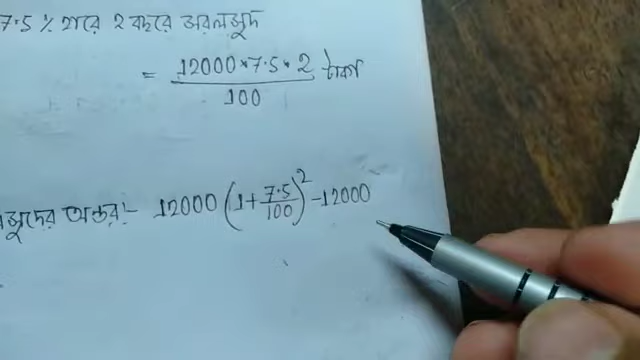 7.5 % হারে 2 বছরে সরলসুদ
= 12000 * 7.5 * 2 / 100 টাকা
সুদের অন্তর :- 12000 (1 + 7.5/100)² - 12000